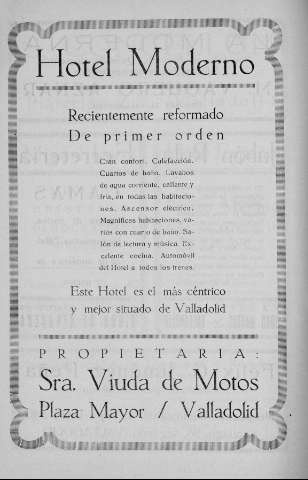 Hotel Moderno
Recientemente reformado
De primer orden
Gran confort. Calefacción.
Cuartos de baño. Lavabos
de agua corriente, caliente y
fría, en todas las habitacio-
nes. Ascensor eléctrico.
Magníficas habitaciones, va-
rias con cuarto de baño. Sa-
lón de lectura y música. Ex-
celente cocina. Automóvil
del Hotel a todos los trenes.
Este Hotel es el más céntrico
y mejor situado de Valladolid
PROPIETARIA:
Sra. Viuda de Motos
Plaza Mayor / Valladolid